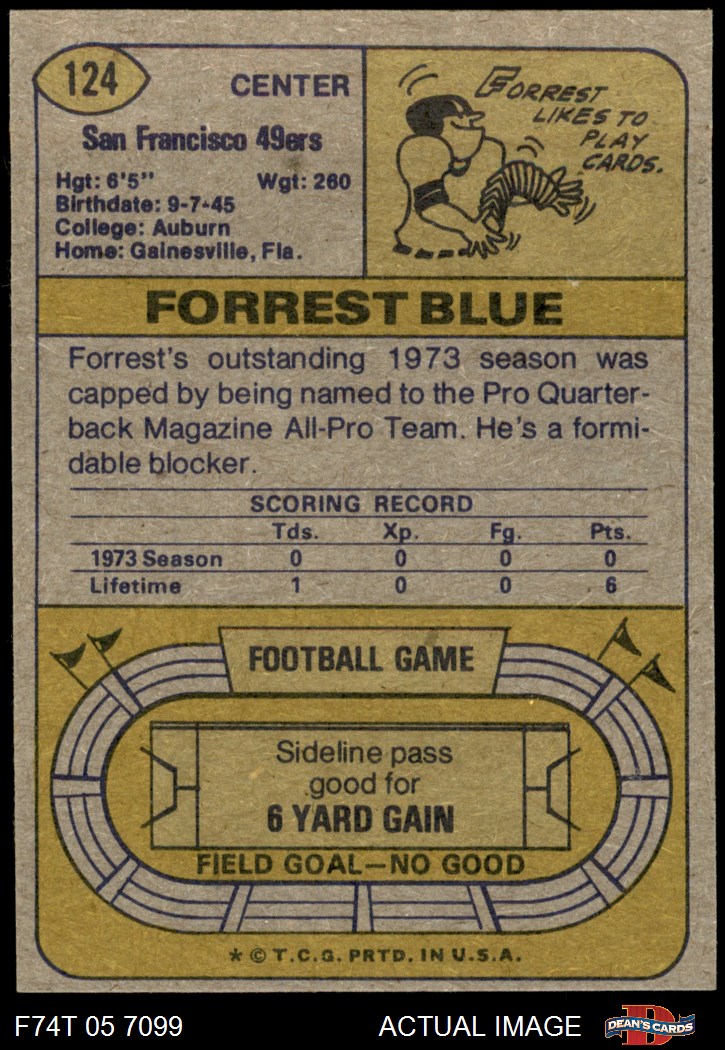 124
CENTER
San Francisco 49ers
Hgt: 6'5" Wgt: 260
Birthdate: 9-7-45
College: Auburn
Home: Gainesville, Fla.
FORREST
LIKES TO
PLAY
CARDS.
FORREST BLUE
Forrest's outstanding 1973 season was
capped by being named to the Pro Quarter-
back Magazine All-Pro Team. He's a formi-
dable blocker.
SCORING RECORD
Tds. Xp. Fg. Pts.
1973 Season 0 0 0 0
Lifetime 1 0 0 6
FOOTBALL GAME
Sideline pass
good for
6 YARD GAIN
FIELD GOAL—NO GOOD
* © T.C.G. PRTD. IN U.S.A.
F74T 05 7099 ACTUAL IMAGE
D
DEAN'S CARDS